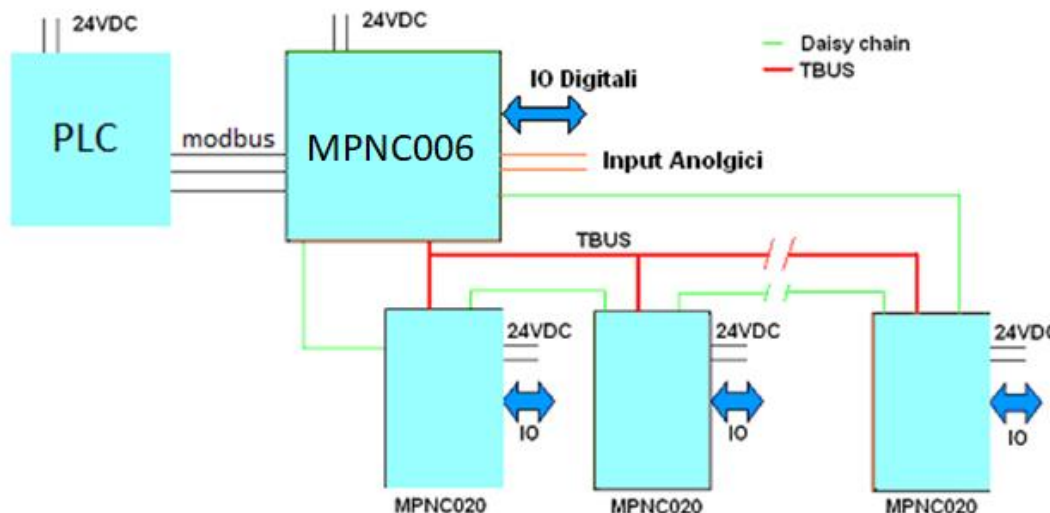 24VDC
24VDC
Daisy chain
TBUS
IO Digitali
PLC
modbus
MPNC006
Input Anolgici
TBUS
24VDC
24VDC
24VDC
IO
IO
IO
MPNC020
MPNC020
MPNC020